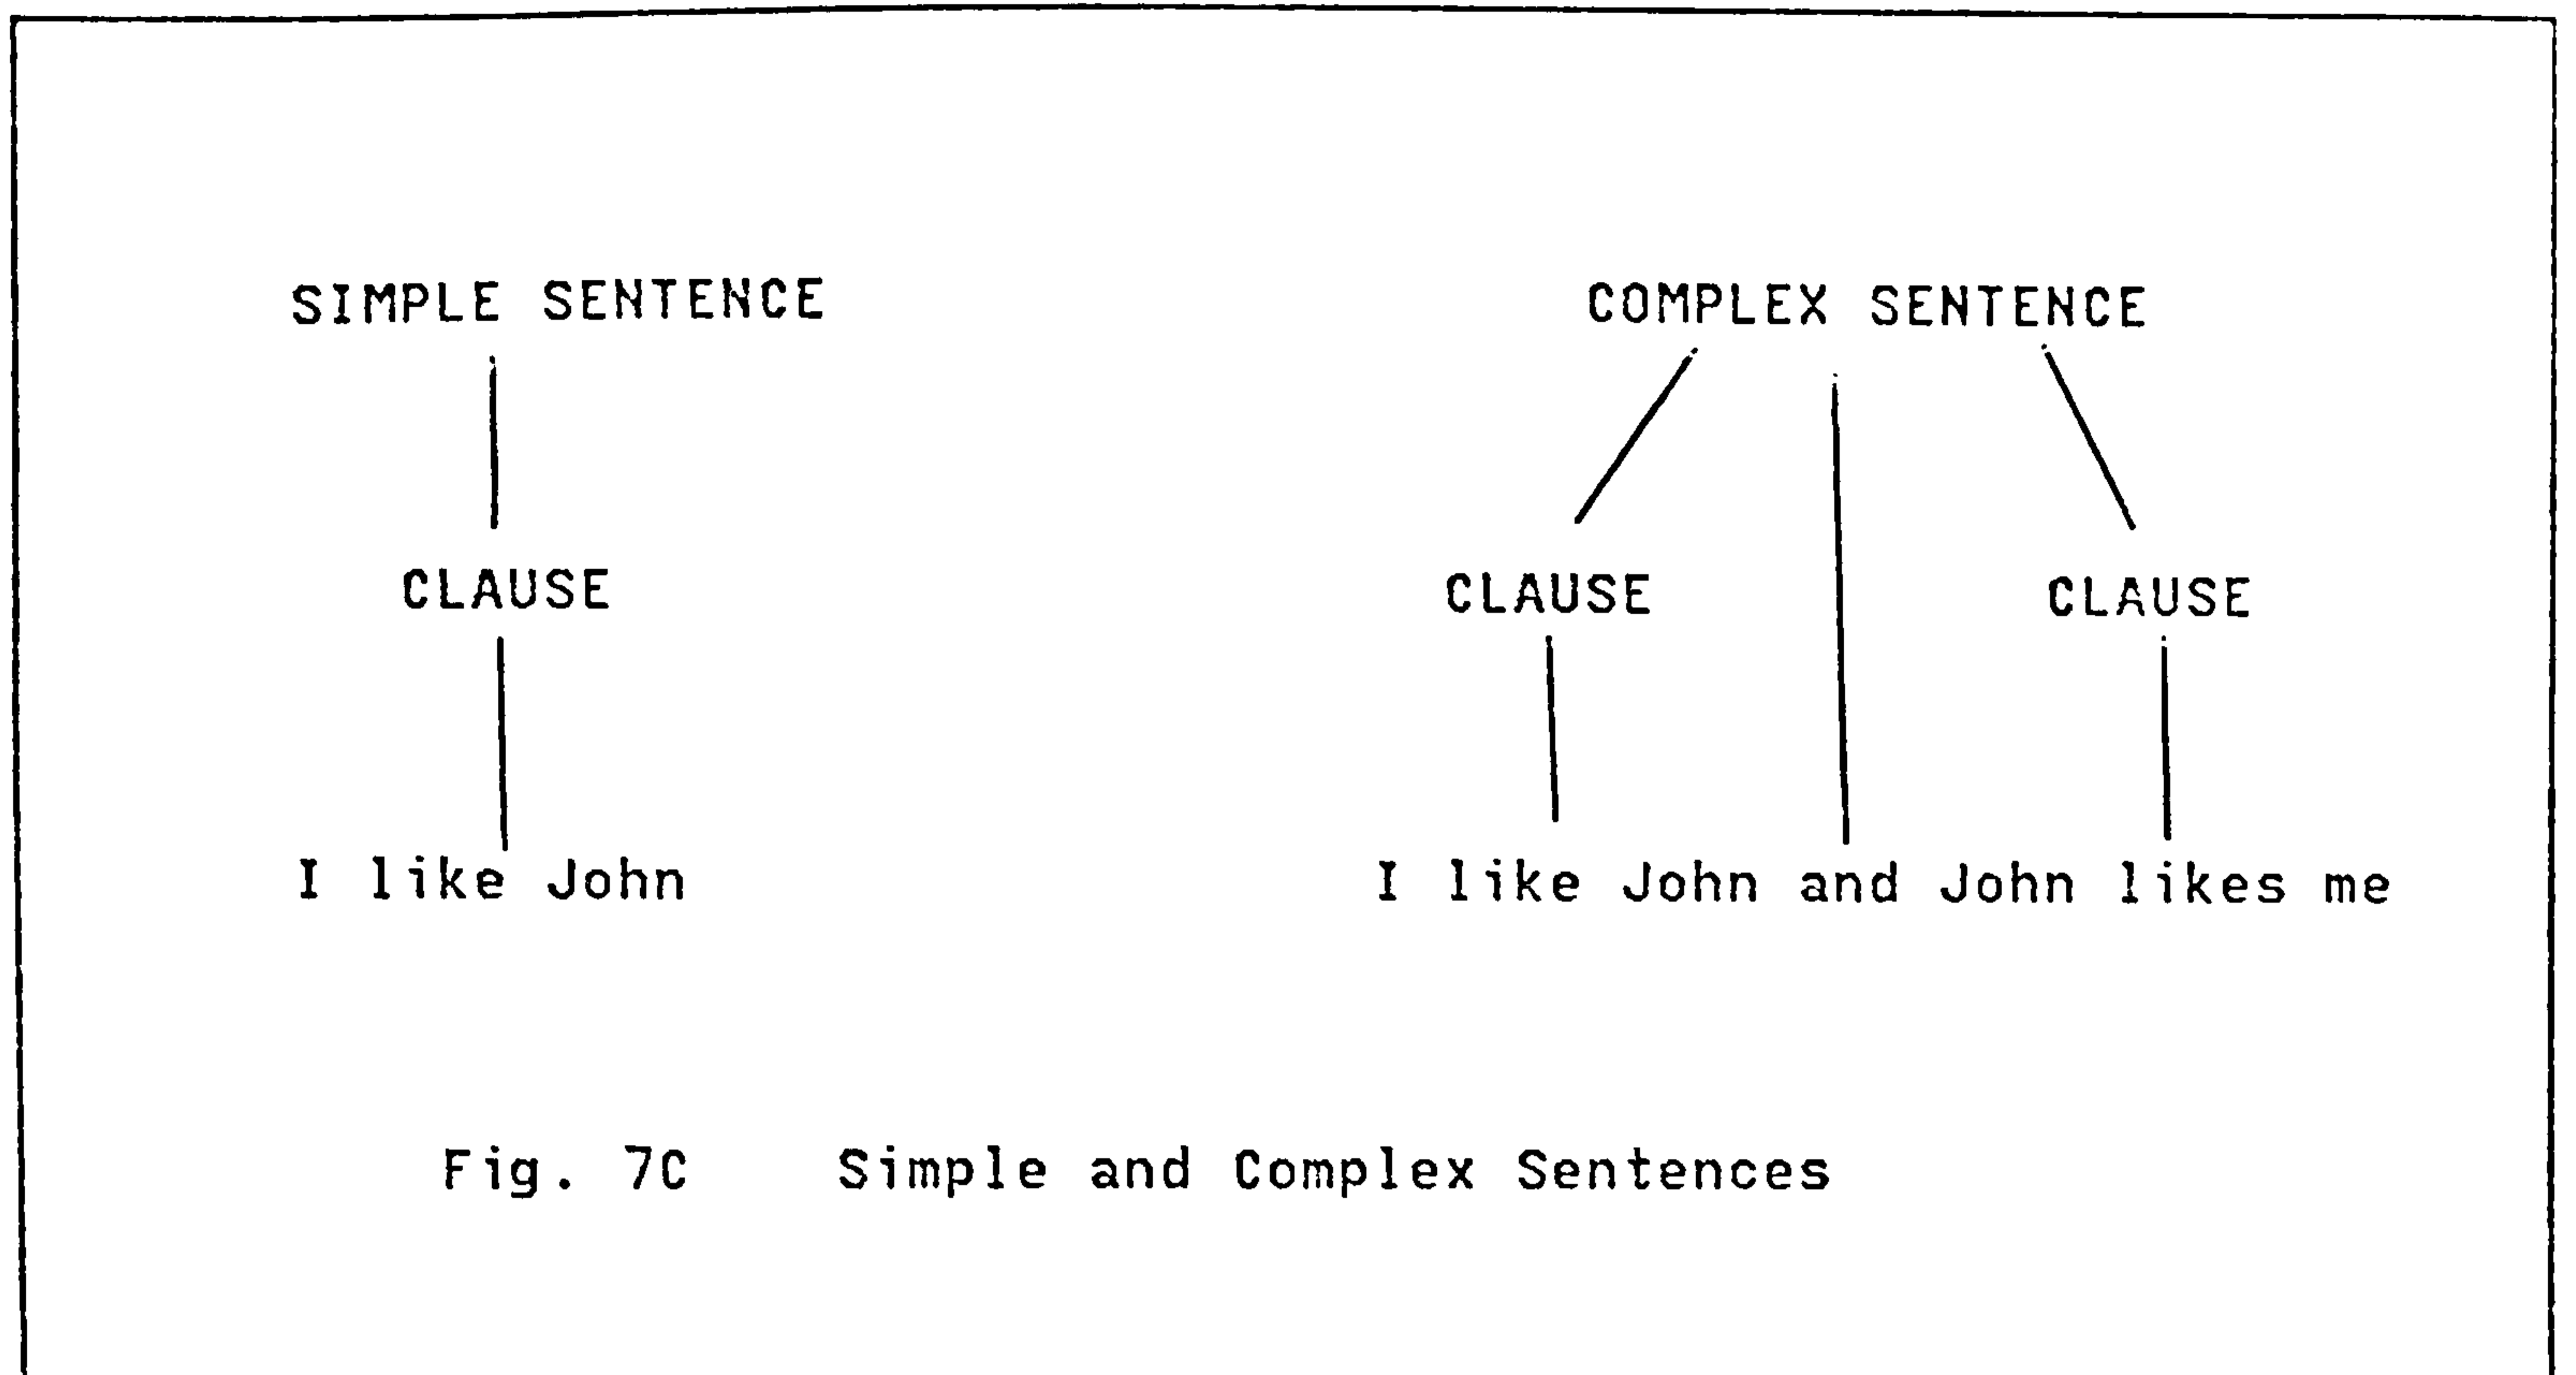 SIMPLE SENTENCE
CLAUSE
I like John
COMPLEX SENTENCE
CLAUSE CLAUSE
I like John and John likes me
Fig. 7C Simple and Complex Sentences